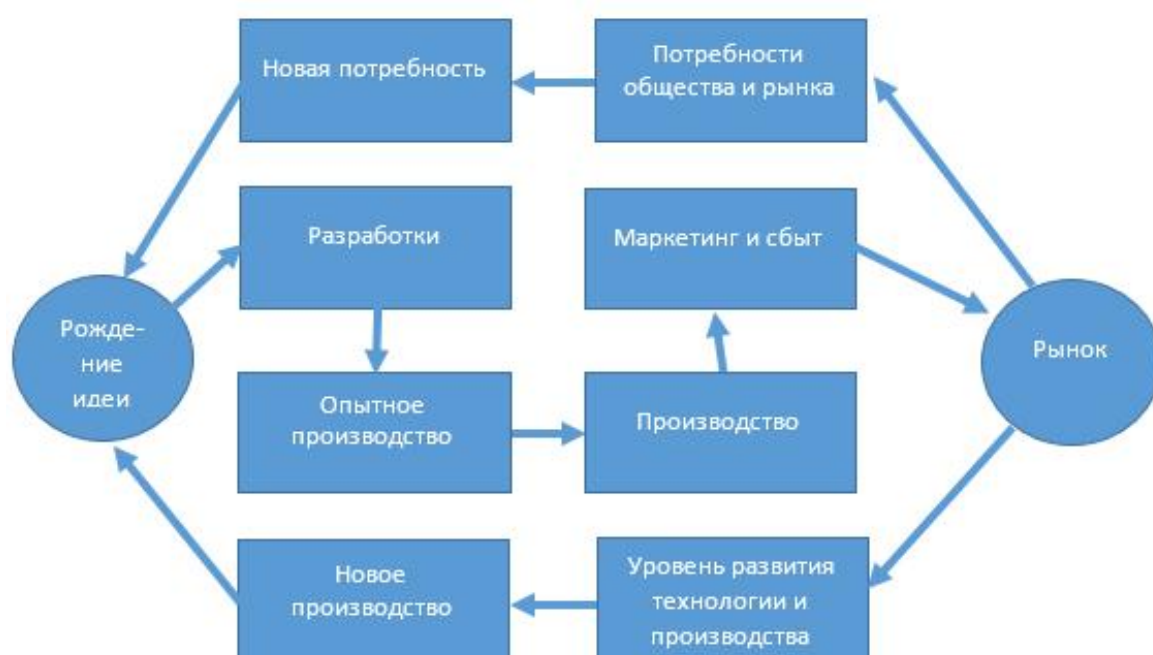 Новая потребность
Потребности
общества и рынка
Разработки
Маркетинг и сбыт
Рожде-
ние
идеи
Рынок
Опытное
производство
Производство
Новое
производство
Уровень развития
технологии и
производства